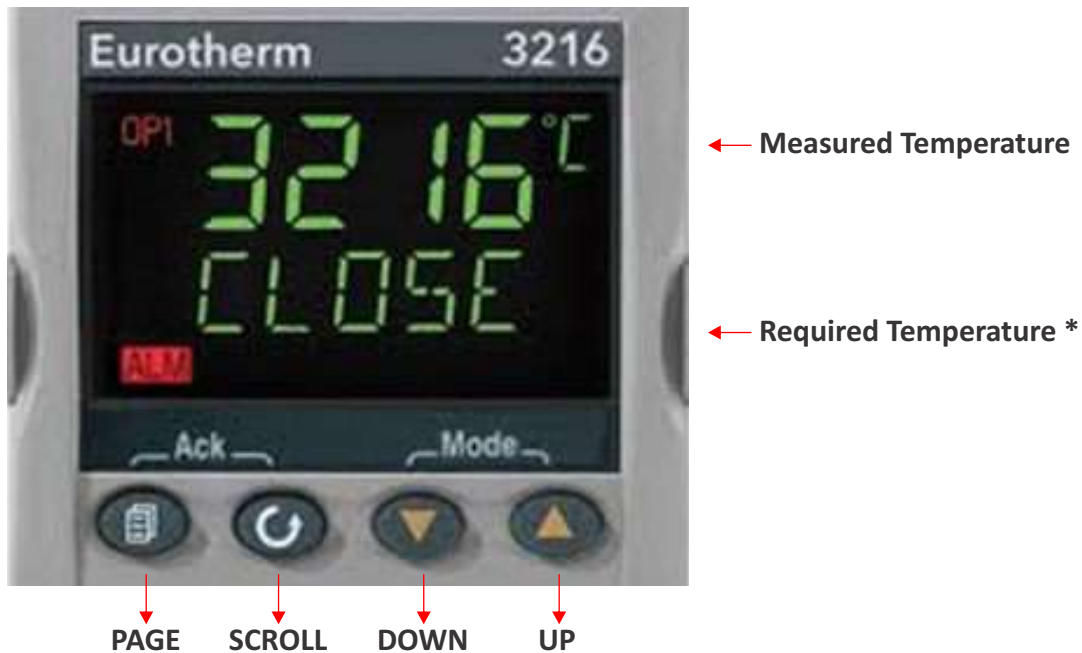 Eurotherm 3216
OP1 3216 °C
Measured Temperature
CLOSE
Required Temperature *
ALM
Ack Mode
PAGE SCROLL DOWN UP